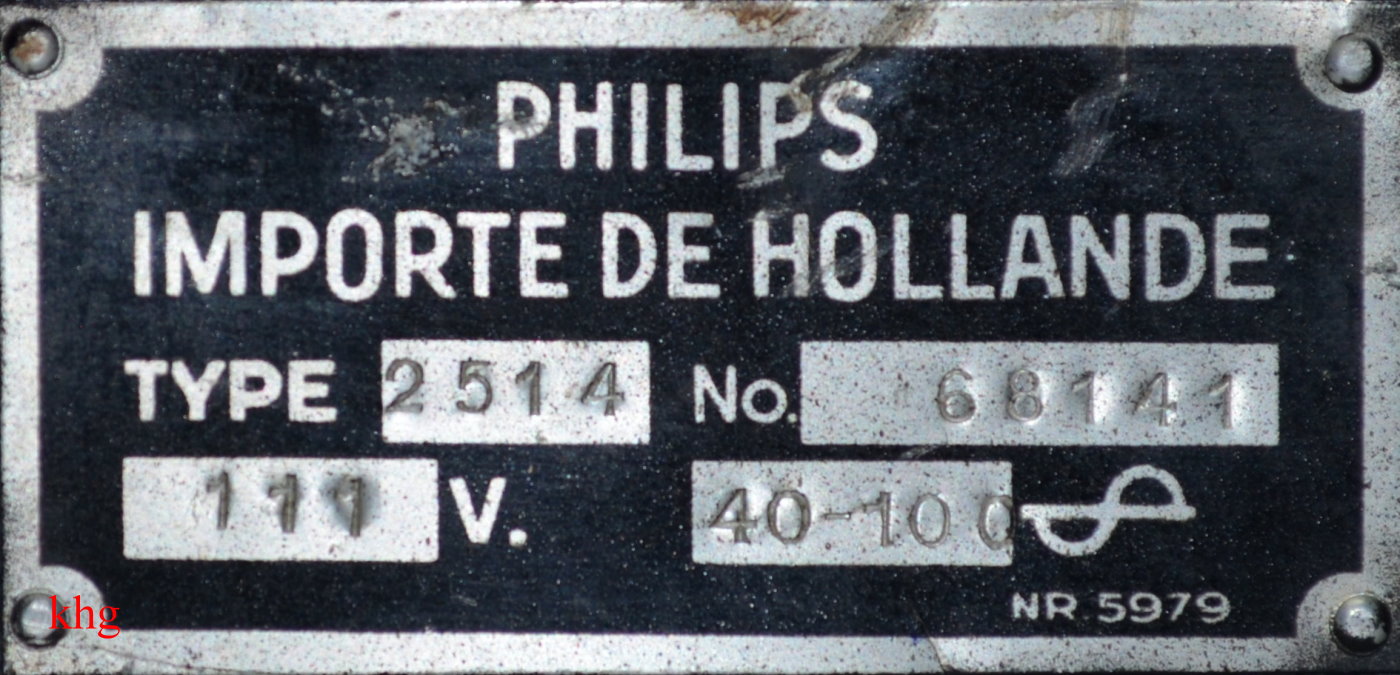 PHILIPS
IMPORTE DE HOLLANDE
TYPE 2514 No. 68141
111 V. 40-100
NR. 5979
khg